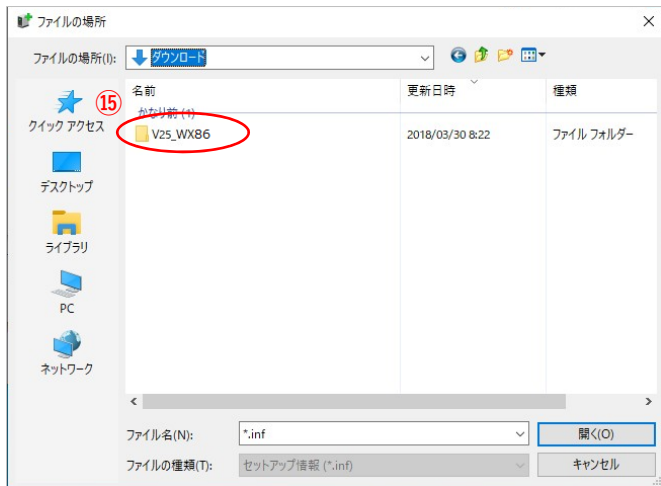 ファイルの場所
ファイルの場所(I): ダウンロード
⑮
クイック アクセス
デスクトップ
ライブラリ
PC
ネットワーク
名前 更新日時 種類
かなり前 (1)
V25_WX86 2018/03/30 8:22 ファイル フォルダー
ファイル名(N): *.inf 開く(O)
ファイルの種類(T): セットアップ情報 (*.inf) キャンセル